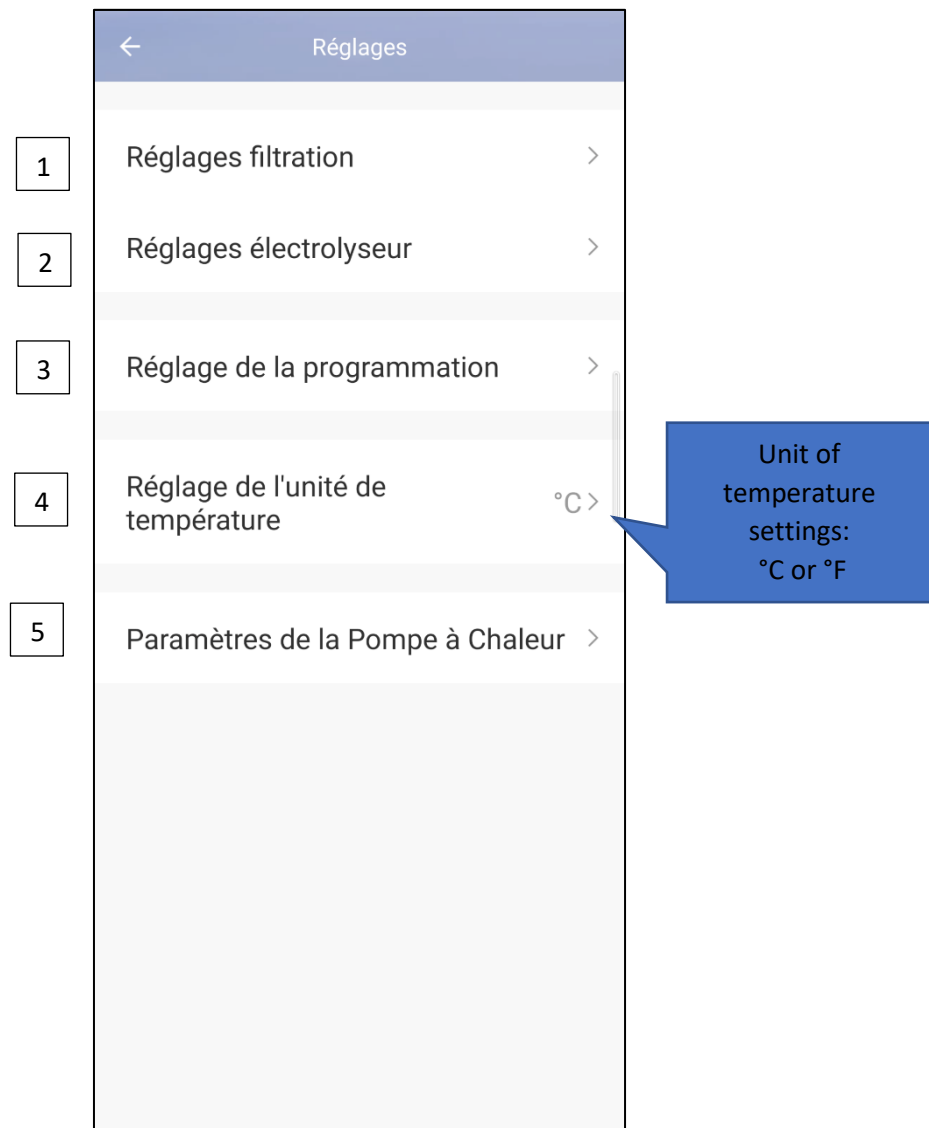 Réglages
1
Réglages filtration
2
Réglages électrolyseur
3
Réglage de la programmation
4
Réglage de l'unité de
température
°C
Unit of
temperature
settings:
°C or °F
5
Paramètres de la Pompe à Chaleur